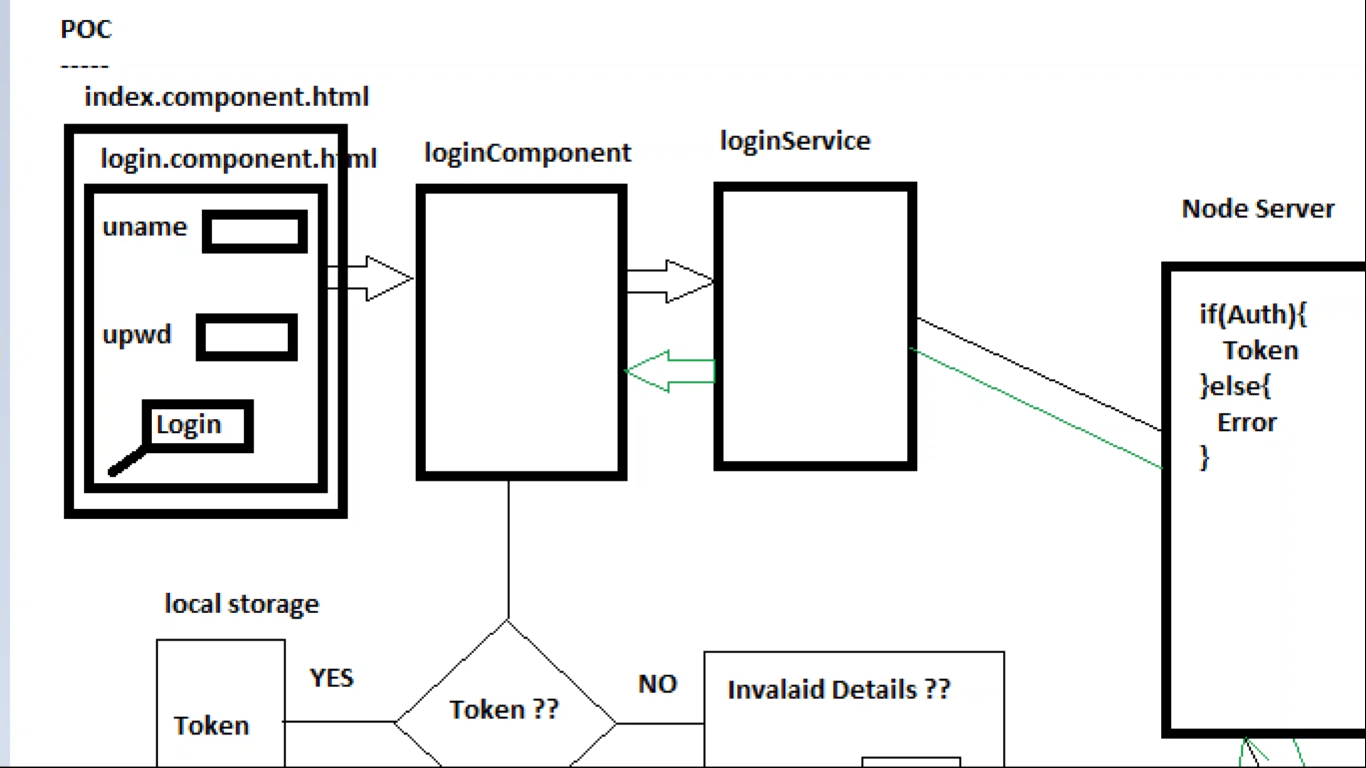 POC
-----
index.component.html
login.component.html
loginComponent
loginService
Node Server
uname
upwd
Login
if(Auth){
Token
}else{
Error
}
local storage
YES
NO
Token
Token ??
Invalaid Details ??